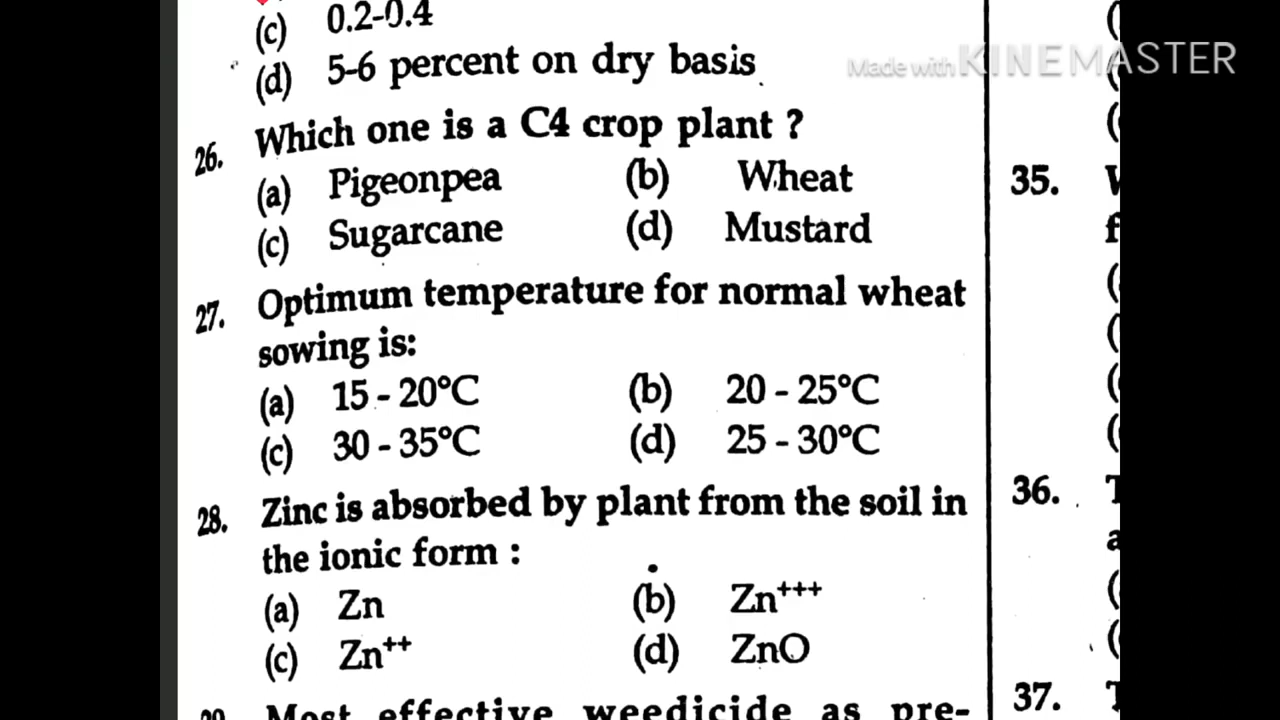 (c) 0.2-0.4
(d) 5-6 percent on dry basis
Made with KINEMASTER
26. Which one is a C4 crop plant ?
(a) Pigeonpea (b) Wheat
(c) Sugarcane (d) Mustard
27. Optimum temperature for normal wheat
sowing is:
(a) 15 - 20°C (b) 20 - 25°C
(c) 30 - 35°C (d) 25 - 30°C
28. Zinc is absorbed by plant from the soil in
the ionic form :
(a) Zn (b) Zn+++
(c) Zn++ (d) ZnO
Most effective weedicide as pre-
35.
36.
37.